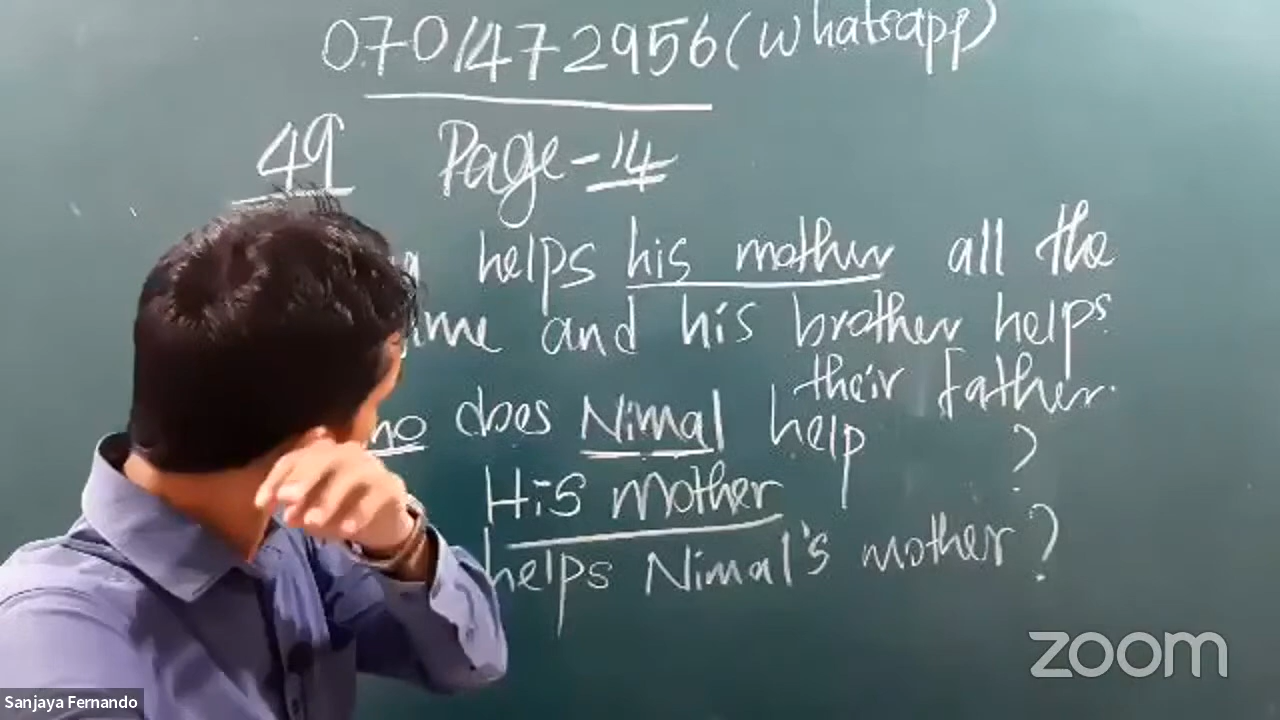 0701472956 (whatsapp)
49 Page - 14
helps his mother all the
and his brother helps
their father.
does Nimal help ?
His mother
helps Nimal's mother?
zoom
Sanjaya Fernando